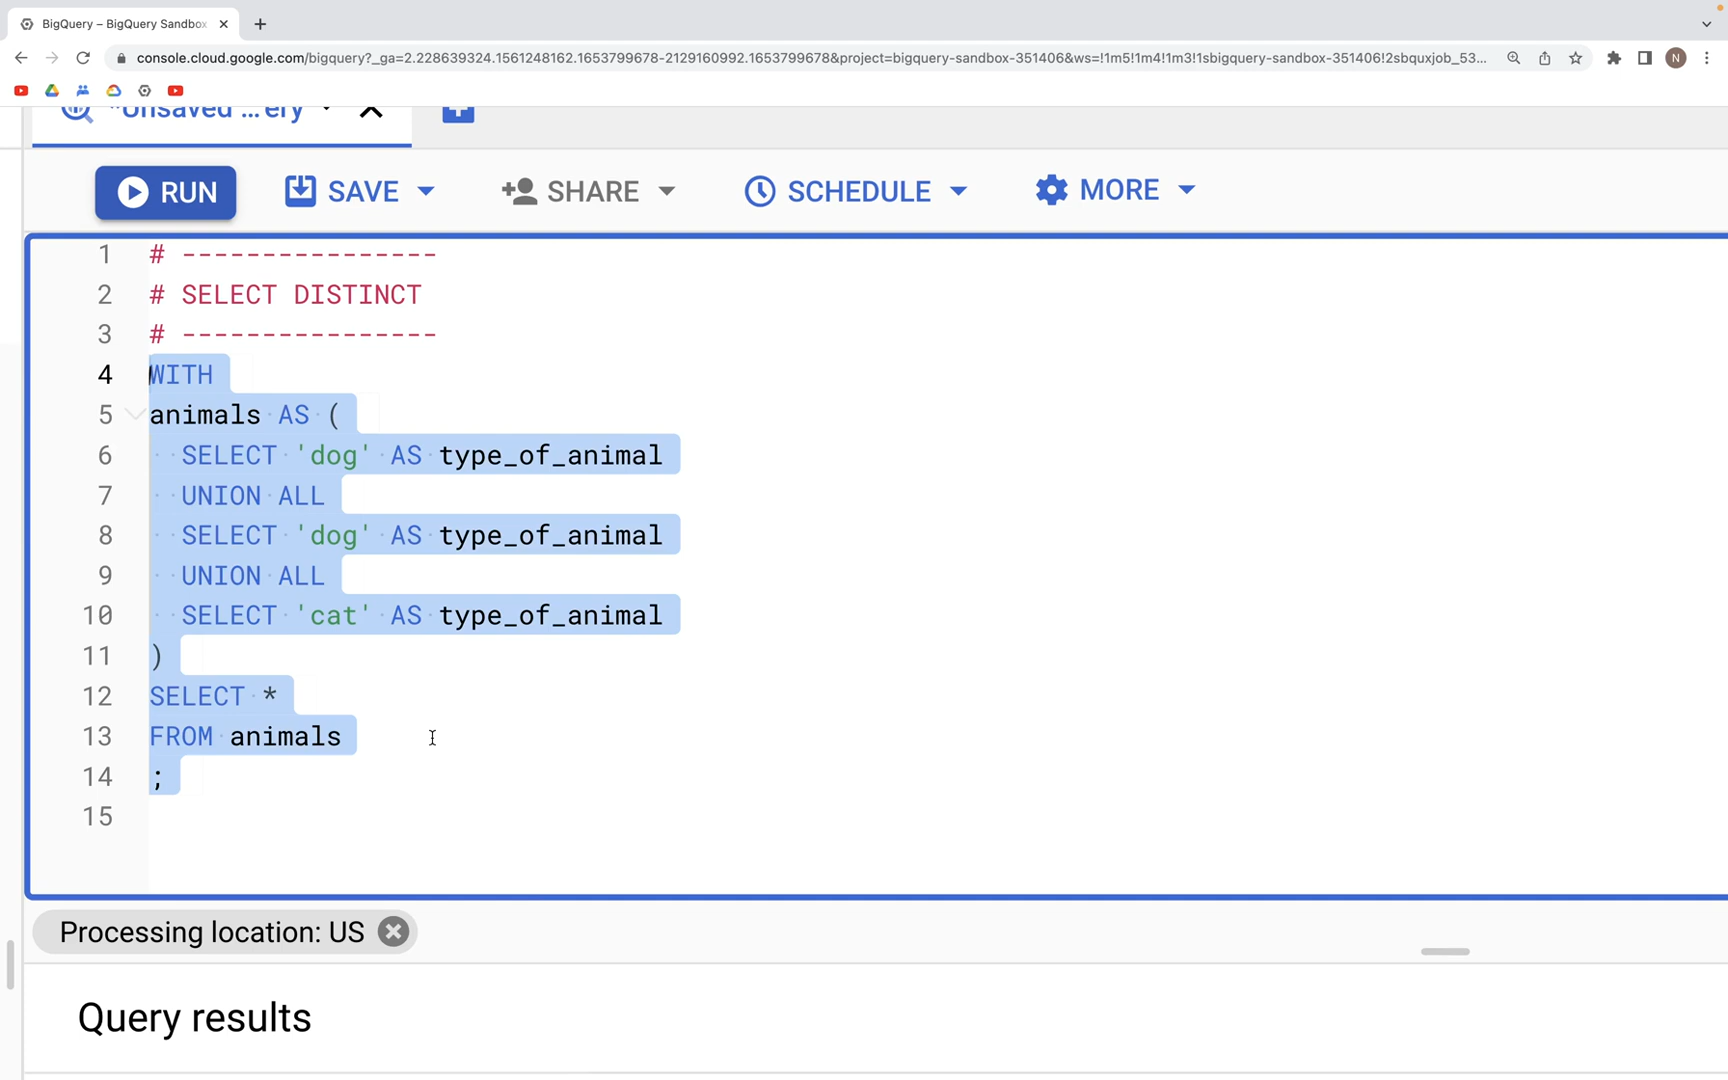 BigQuery – BigQuery Sandbox
console.cloud.google.com/bigquery?_ga=2.228639324.1561248162.1653799678-2129160992.1653799678&project=bigquery-sandbox-351406&ws=!1m5!1m4!1m3!1sbigquery-sandbox-351406!2sbquxjob_53...
N
*Unsaved ...ery
RUN SAVE SHARE SCHEDULE MORE
1 # ----------------
2 # SELECT DISTINCT
3 # ----------------
4 WITH
5 animals AS (
6 SELECT 'dog' AS type_of_animal
7 UNION ALL
8 SELECT 'dog' AS type_of_animal
9 UNION ALL
10 SELECT 'cat' AS type_of_animal
11 )
12 SELECT *
13 FROM animals
14 ;
15
Processing location: US
Query results